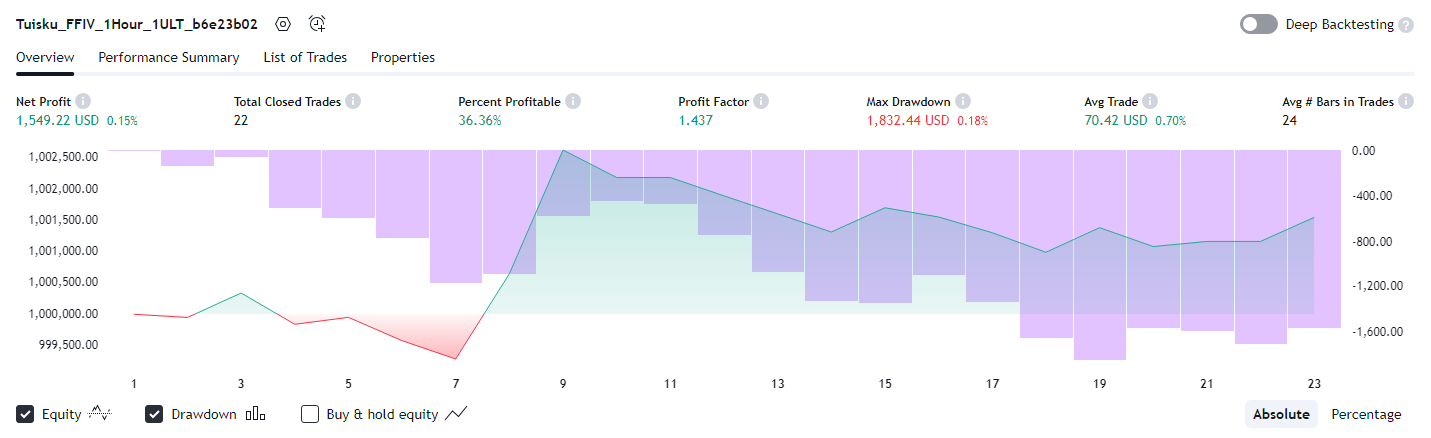 Tuisku_FFIV_1Hour_1ULT_b6e23b02 Deep Backtesting ?
Overview Performance Summary List of Trades Properties
Net Profit i Total Closed Trades i Percent Profitable i Profit Factor i Max Drawdown i Avg Trade i Avg # Bars in Trades i
1,549.22 USD 0.15% 22 36.36% 1.437 1,832.44 USD 0.18% 70.42 USD 0.70% 24
1,002,500.00 0.00
1,002,000.00 -400.00
1,001,500.00
1,001,000.00 -800.00
1,000,500.00 -1,200.00
1,000,000.00 -1,600.00
999,500.00
1 3 5 7 9 11 13 15 17 19 21 23
Equity Drawdown Buy & hold equity Absolute Percentage